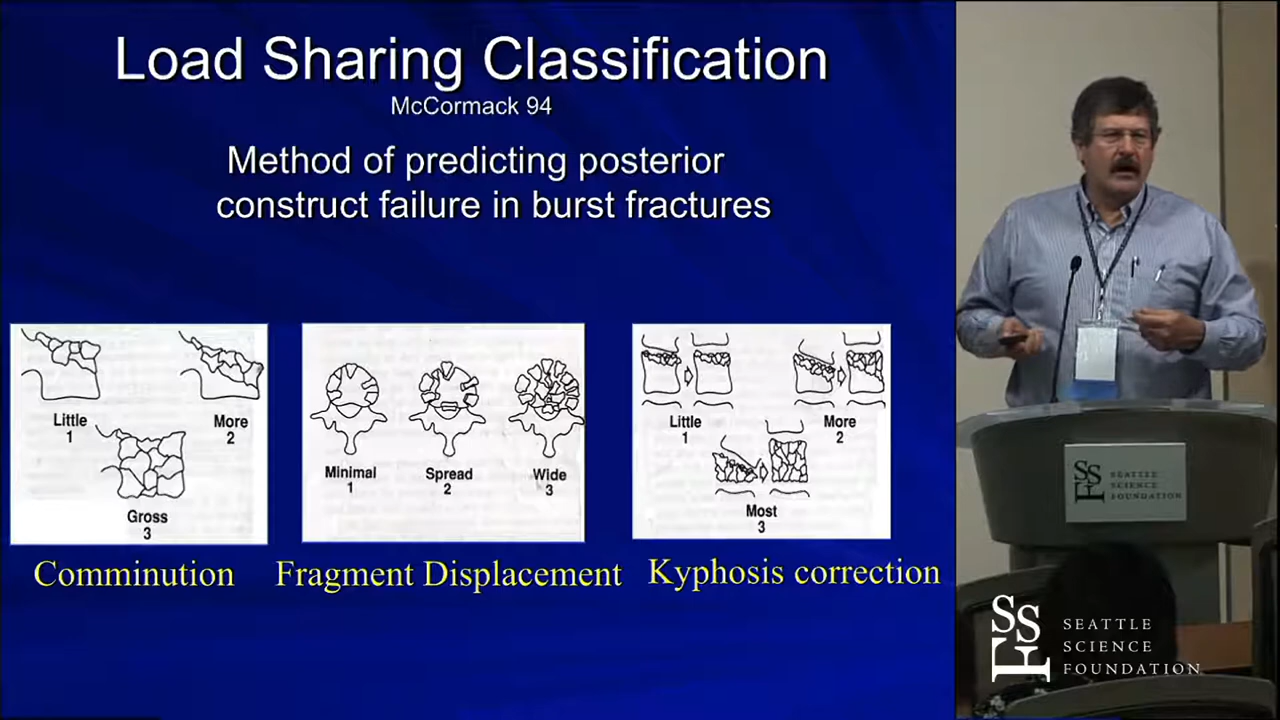 Load Sharing Classification
McCormack 94
Method of predicting posterior
construct failure in burst fractures
Little
1
More
2
Gross
3
Minimal
1
Spread
2
Wide
3
Little
1
More
2
Most
3
Comminution
Fragment Displacement
Kyphosis correction
SSF
SEATTLE
SCIENCE
FOUNDATION
SSF
SEATTLE
SCIENCE
FOUNDATION